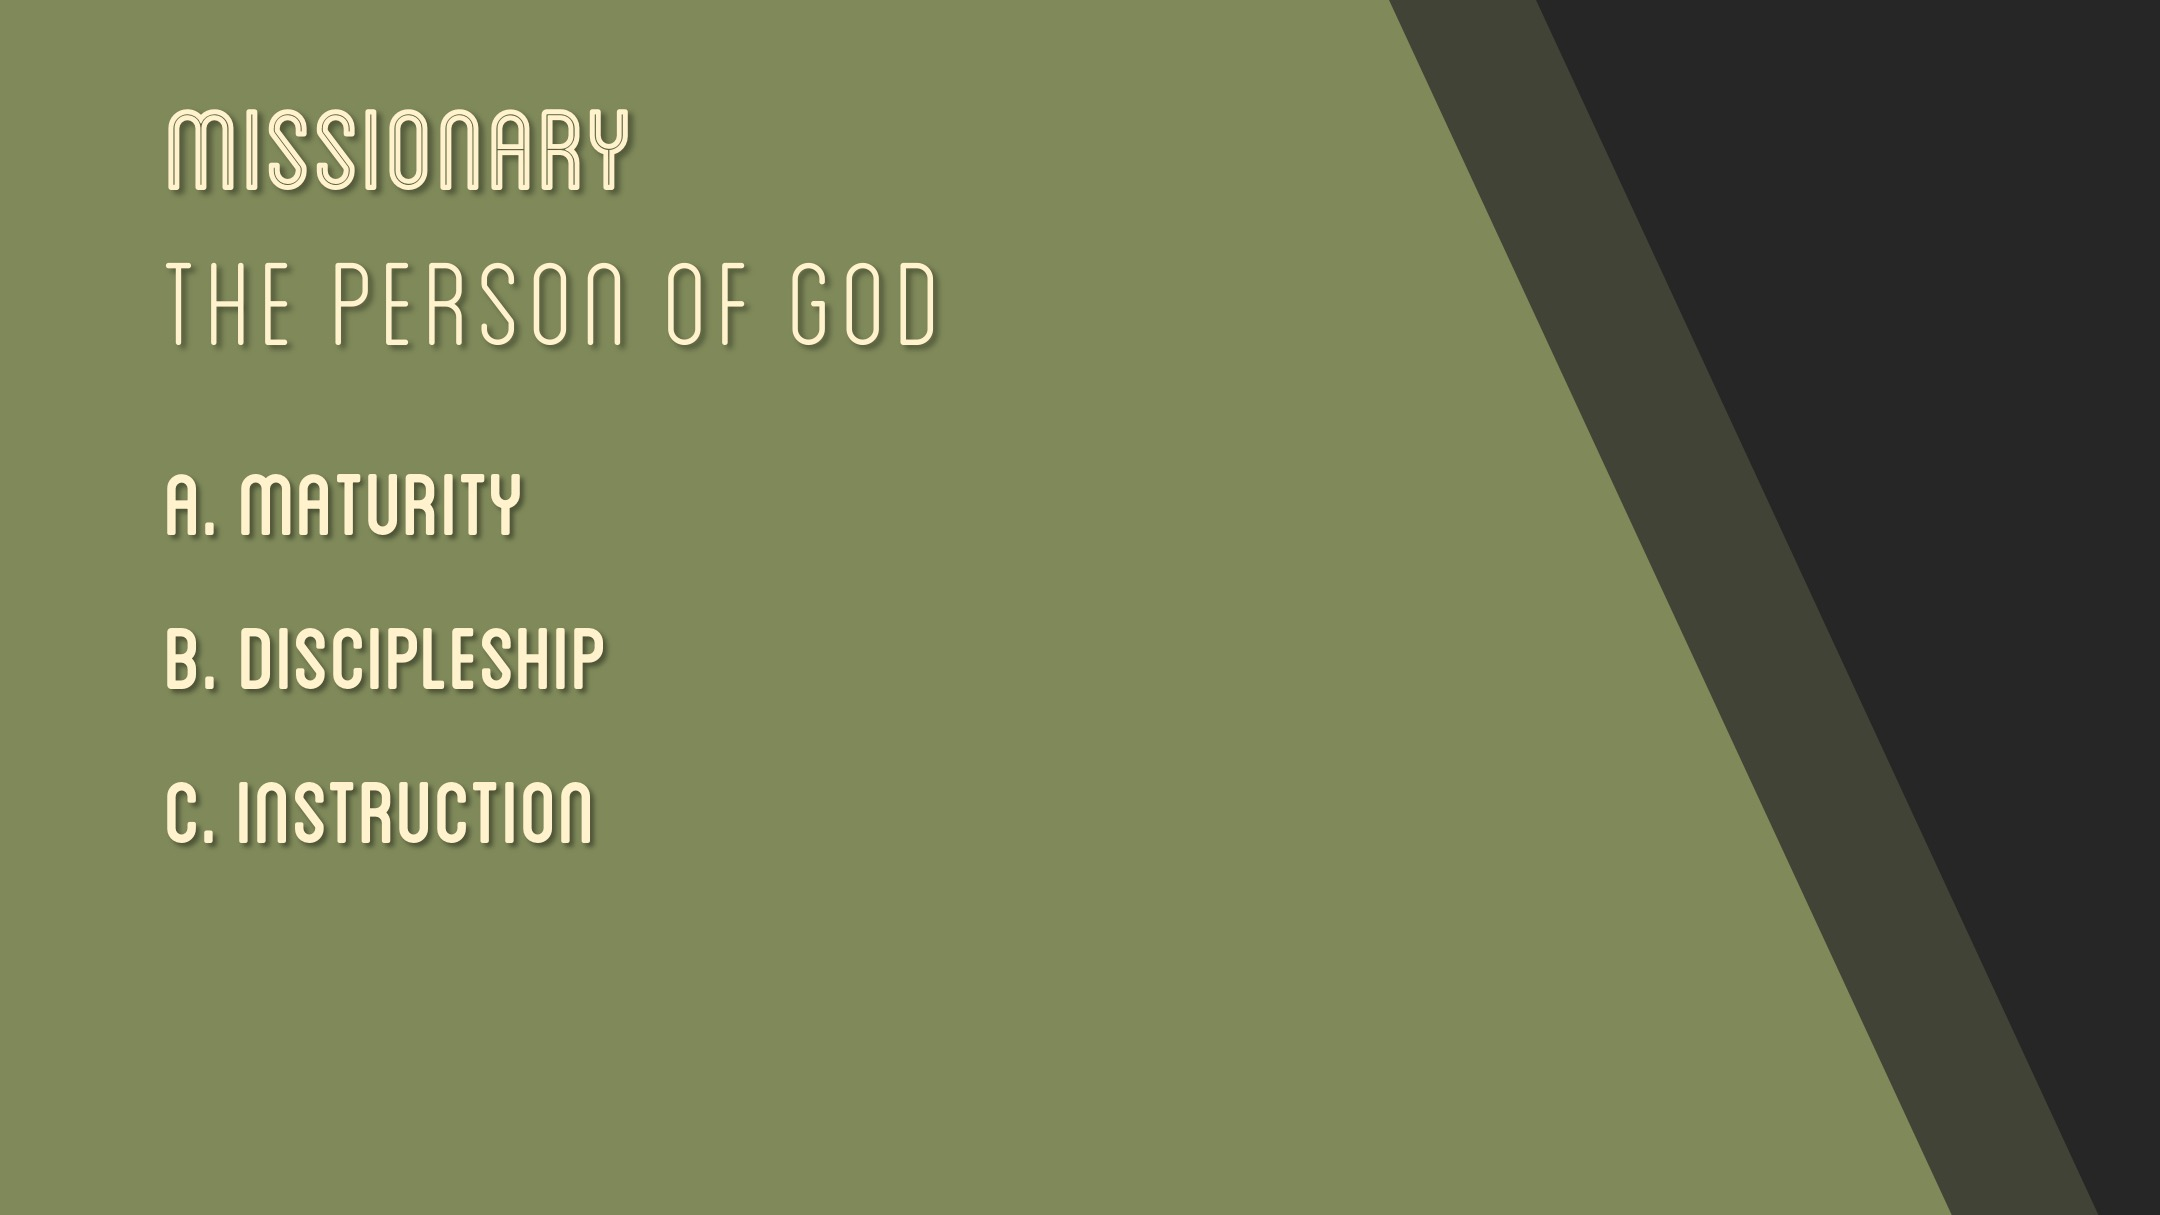 MISSIONARY
THE PERSON OF GOD
A. MATURITY
B. DISCIPLESHIP
C. INSTRUCTION